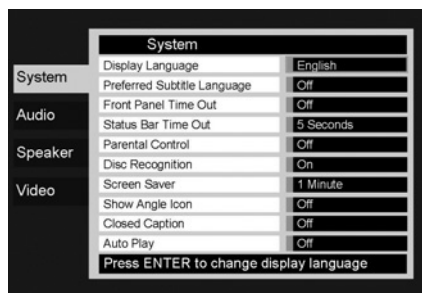 System
Audio
Speaker
Video
System
Display Language English
Preferred Subtitle Language Off
Front Panel Time Out Off
Status Bar Time Out 5 Seconds
Parental Control Off
Disc Recognition On
Screen Saver 1 Minute
Show Angle Icon Off
Closed Caption Off
Auto Play Off
Press ENTER to change display language